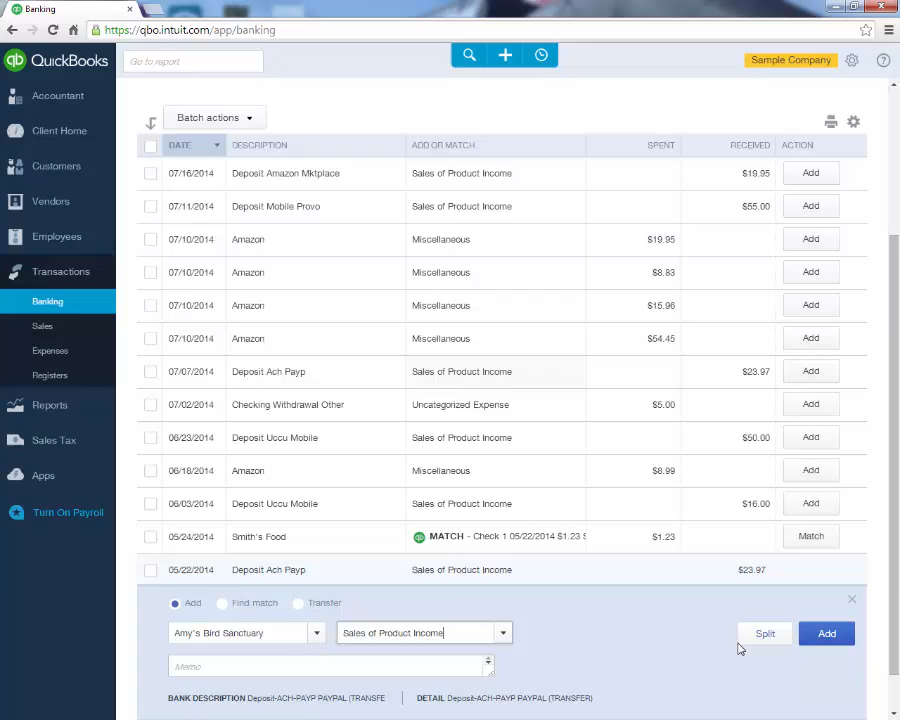 Banking
https://qbo.intuit.com/app/banking
qb QuickBooks
Go to report
Sample Company
Accountant
Client Home
Customers
Vendors
Employees
Transactions
Banking
Sales
Expenses
Registers
Reports
Sales Tax
Apps
Turn On Payroll
Batch actions
DATE DESCRIPTION ADD OR MATCH SPENT RECEIVED ACTION
07/16/2014 Deposit Amazon Mktplace Sales of Product Income $19.95 Add
07/11/2014 Deposit Mobile Provo Sales of Product Income $55.00 Add
07/10/2014 Amazon Miscellaneous $19.95 Add
07/10/2014 Amazon Miscellaneous $8.83 Add
07/10/2014 Amazon Miscellaneous $15.96 Add
07/10/2014 Amazon Miscellaneous $54.45 Add
07/07/2014 Deposit Ach Payp Sales of Product Income $23.97 Add
07/02/2014 Checking Withdrawal Other Uncategorized Expense $5.00 Add
06/23/2014 Deposit Uccu Mobile Sales of Product Income $50.00 Add
06/18/2014 Amazon Miscellaneous $8.99 Add
06/03/2014 Deposit Uccu Mobile Sales of Product Income $16.00 Add
05/24/2014 Smith's Food qb MATCH - Check 1 05/22/2014 $1.23 $1.23 Match
05/22/2014 Deposit Ach Payp Sales of Product Income $23.97
Add Find match Transfer
Amy's Bird Sanctuary Sales of Product Income Split Add
Memo
BANK DESCRIPTION Deposit-ACH-PAYP PAYPAL (TRANSFE DETAIL Deposit-ACH-PAYP PAYPAL (TRANSFER)